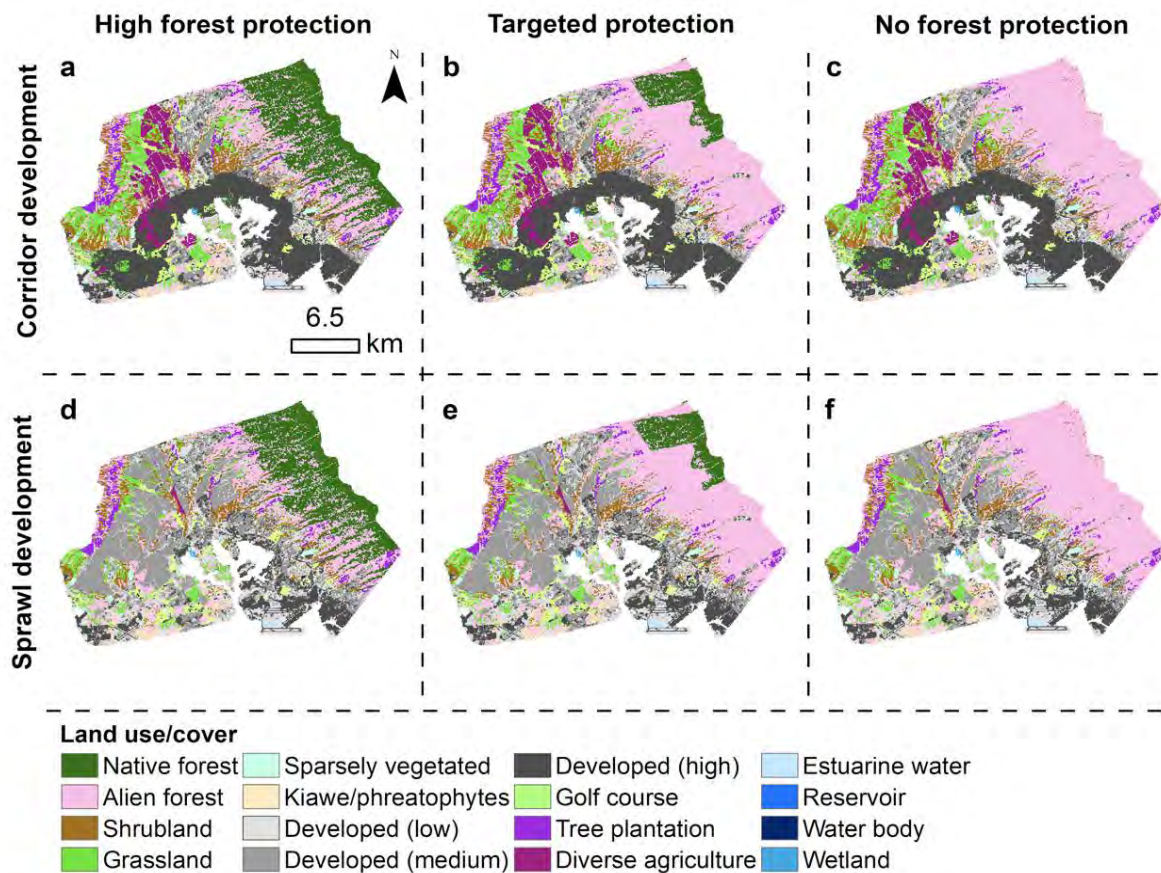 High forest protection
Targeted protection
No forest protection
Corridor development
a
N
b
c
6.5
km
Sprawl development
d
e
f
Land use/cover
Native forest
Sparsely vegetated
Developed (high)
Estuarine water
Alien forest
Kiawe/phreatophytes
Golf course
Reservoir
Shrubland
Developed (low)
Tree plantation
Water body
Grassland
Developed (medium)
Diverse agriculture
Wetland